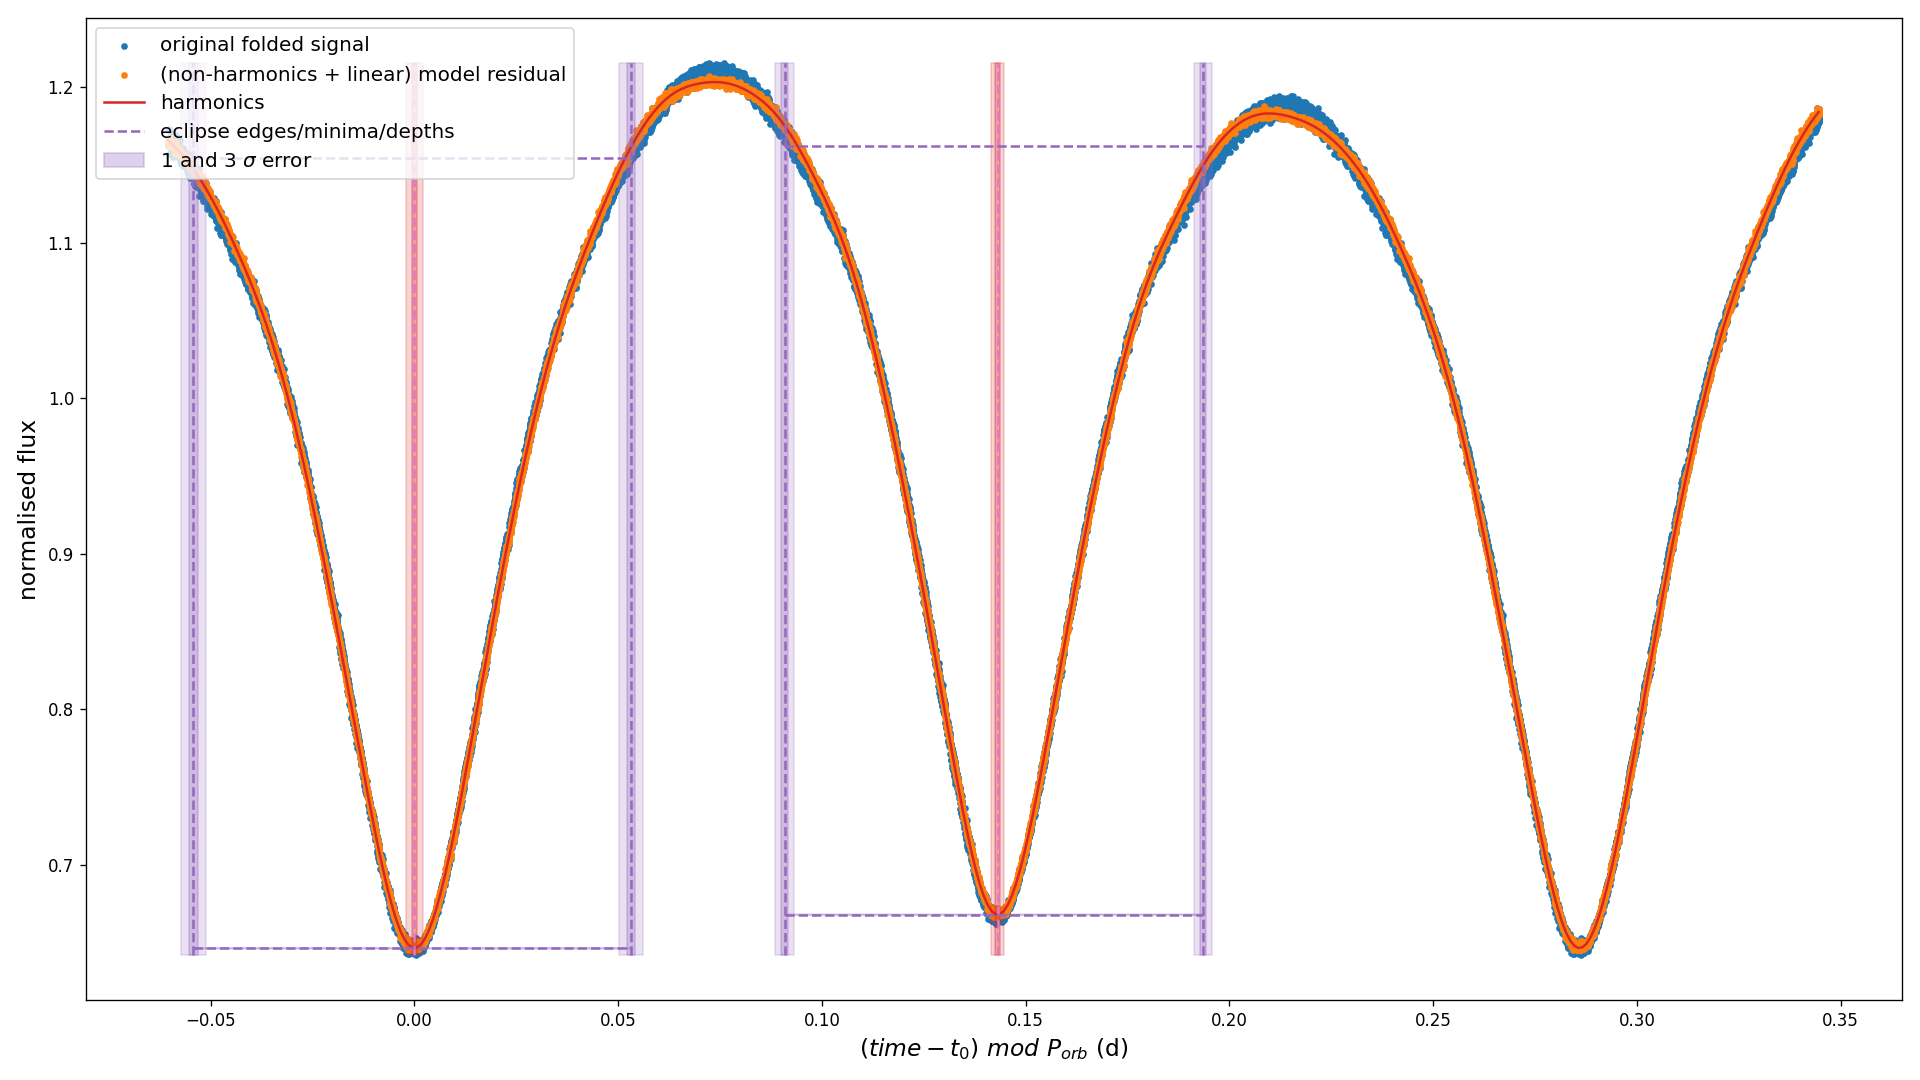 original folded signal
(non-harmonics + linear) model residual
harmonics
eclipse edges/minima/depths
1 and 3 σ error
normalised flux
1.2
1.1
1.0
0.9
0.8
0.7
−0.05
0.00
0.05
0.10
0.15
0.20
0.25
0.30
0.35
(time − t₀) mod P_orb (d)